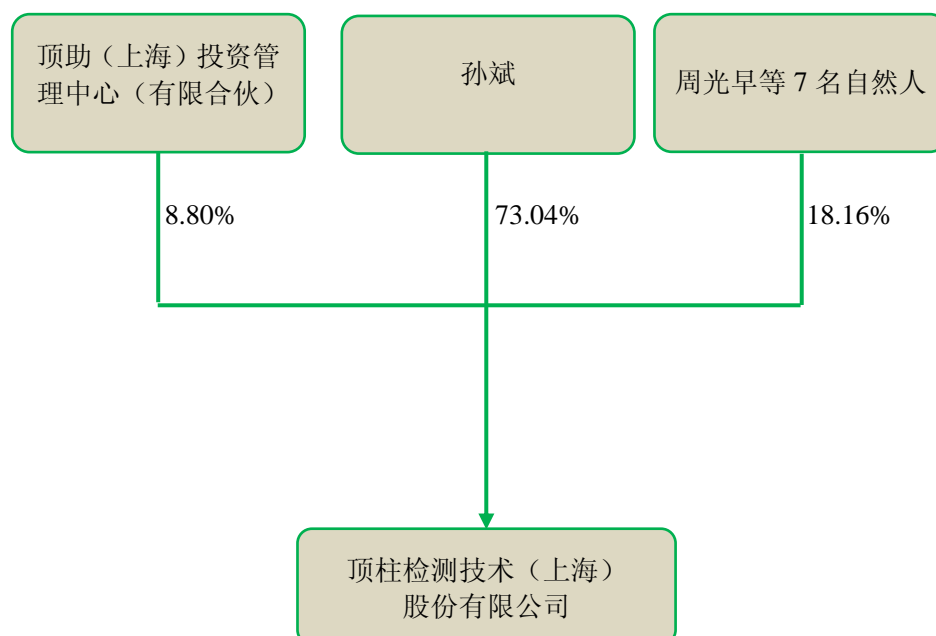 顶助（上海）投资管
理中心（有限合伙）
孙斌
周光早等 7 名自然人
8.80%
73.04%
18.16%
顶柱检测技术（上海）
股份有限公司